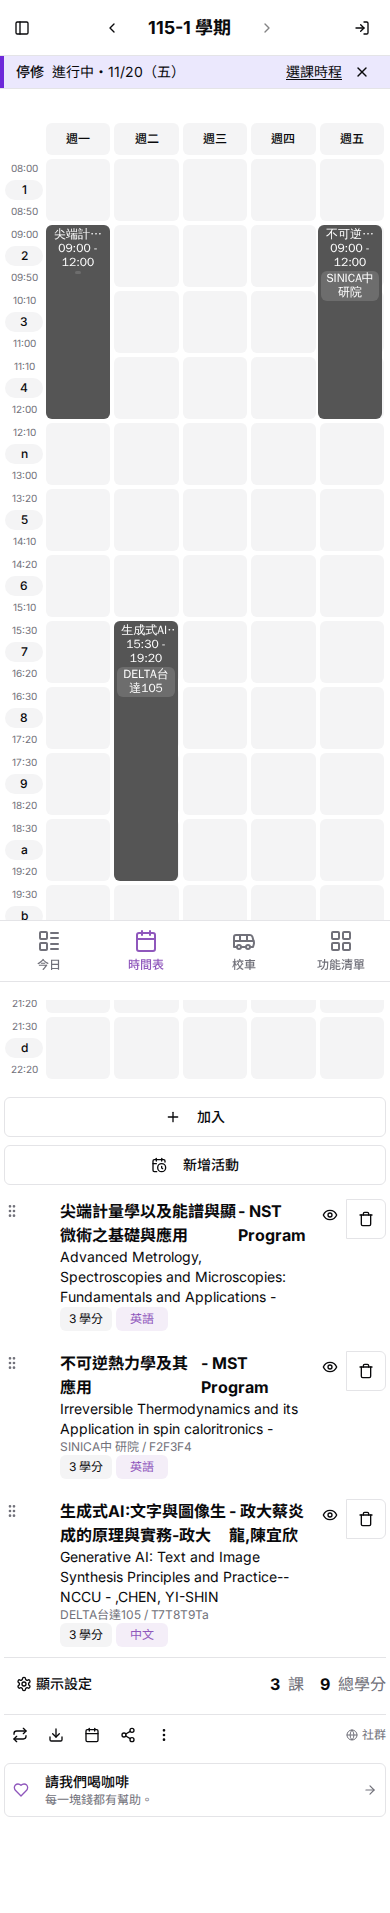 115-1 學期
停修 進行中・11/20（五） 選課時程
週一 週二 週三 週四 週五
08:00
1
08:50
09:00
2
09:50
10:10
3
11:00
11:10
4
12:00
12:10
n
13:00
13:20
5
14:10
14:20
6
15:10
15:30
7
16:20
16:30
8
17:20
17:30
9
18:20
18:30
a
19:20
19:30
b
尖端計…
09:00 -
12:00
生成式AI…
15:30 -
19:20
DELTA台
達105
不可逆…
09:00 -
12:00
SINICA中
研院
今日 時間表 校車 功能清單
21:20
21:30
d
22:20
加入
新增活動
尖端計量學以及能譜與顯 - NST
微術之基礎與應用 Program
Advanced Metrology,
Spectroscopies and Microscopies:
Fundamentals and Applications -
3 學分 英語
不可逆熱力學及其 - MST
應用 Program
Irreversible Thermodynamics and its
Application in spin caloritronics -
SINICA中 研院 / F2F3F4
3 學分 英語
生成式AI:文字與圖像生 - 政大蔡炎
成的原理與實務-政大 龍,陳宜欣
Generative AI: Text and Image
Synthesis Principles and Practice--
NCCU - ,CHEN, YI-SHIN
DELTA台達105 / T7T8T9Ta
3 學分 中文
顯示設定 3 課 9 總學分
社群
請我們喝咖啡
每一塊錢都有幫助。